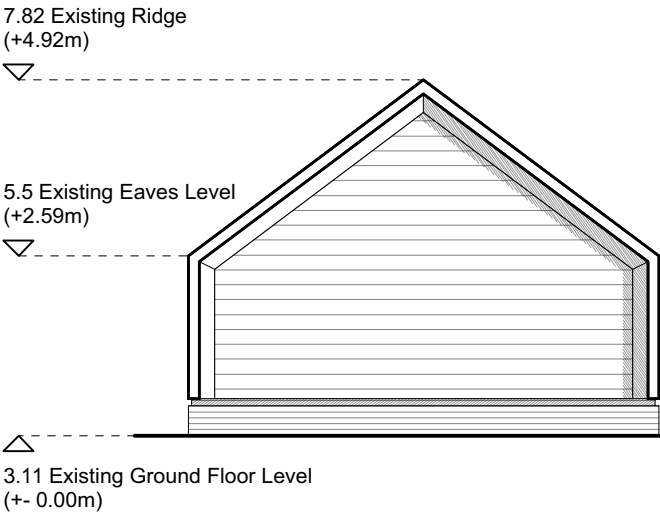 7.82 Existing Ridge
(+4.92m)
5.5 Existing Eaves Level
(+2.59m)
3.11 Existing Ground Floor Level
(+- 0.00m)